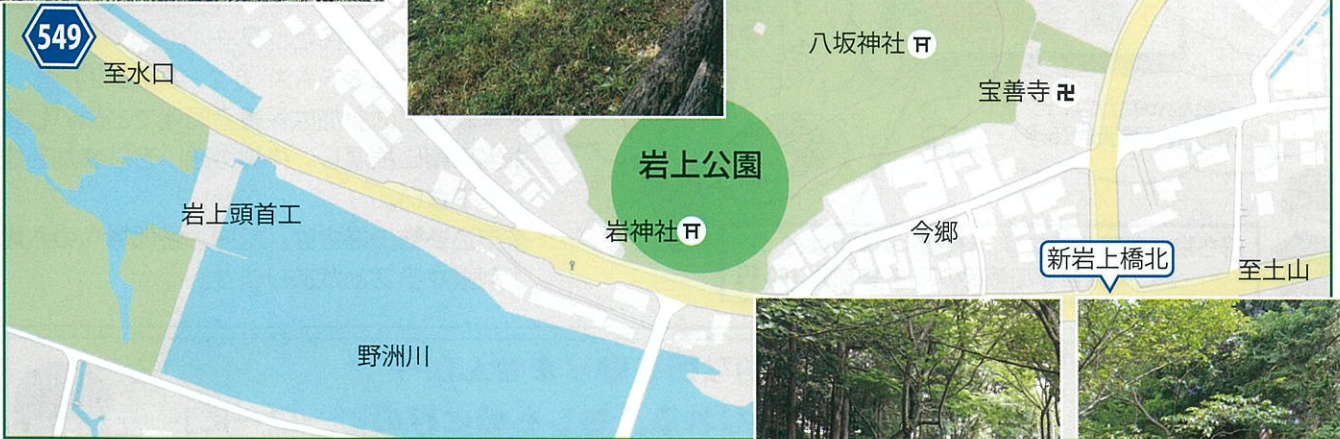 549
至水口
八坂神社
宝善寺
岩上公園
岩上頭首工
岩神社
今郷
新岩上橋北
至土山
野洲川